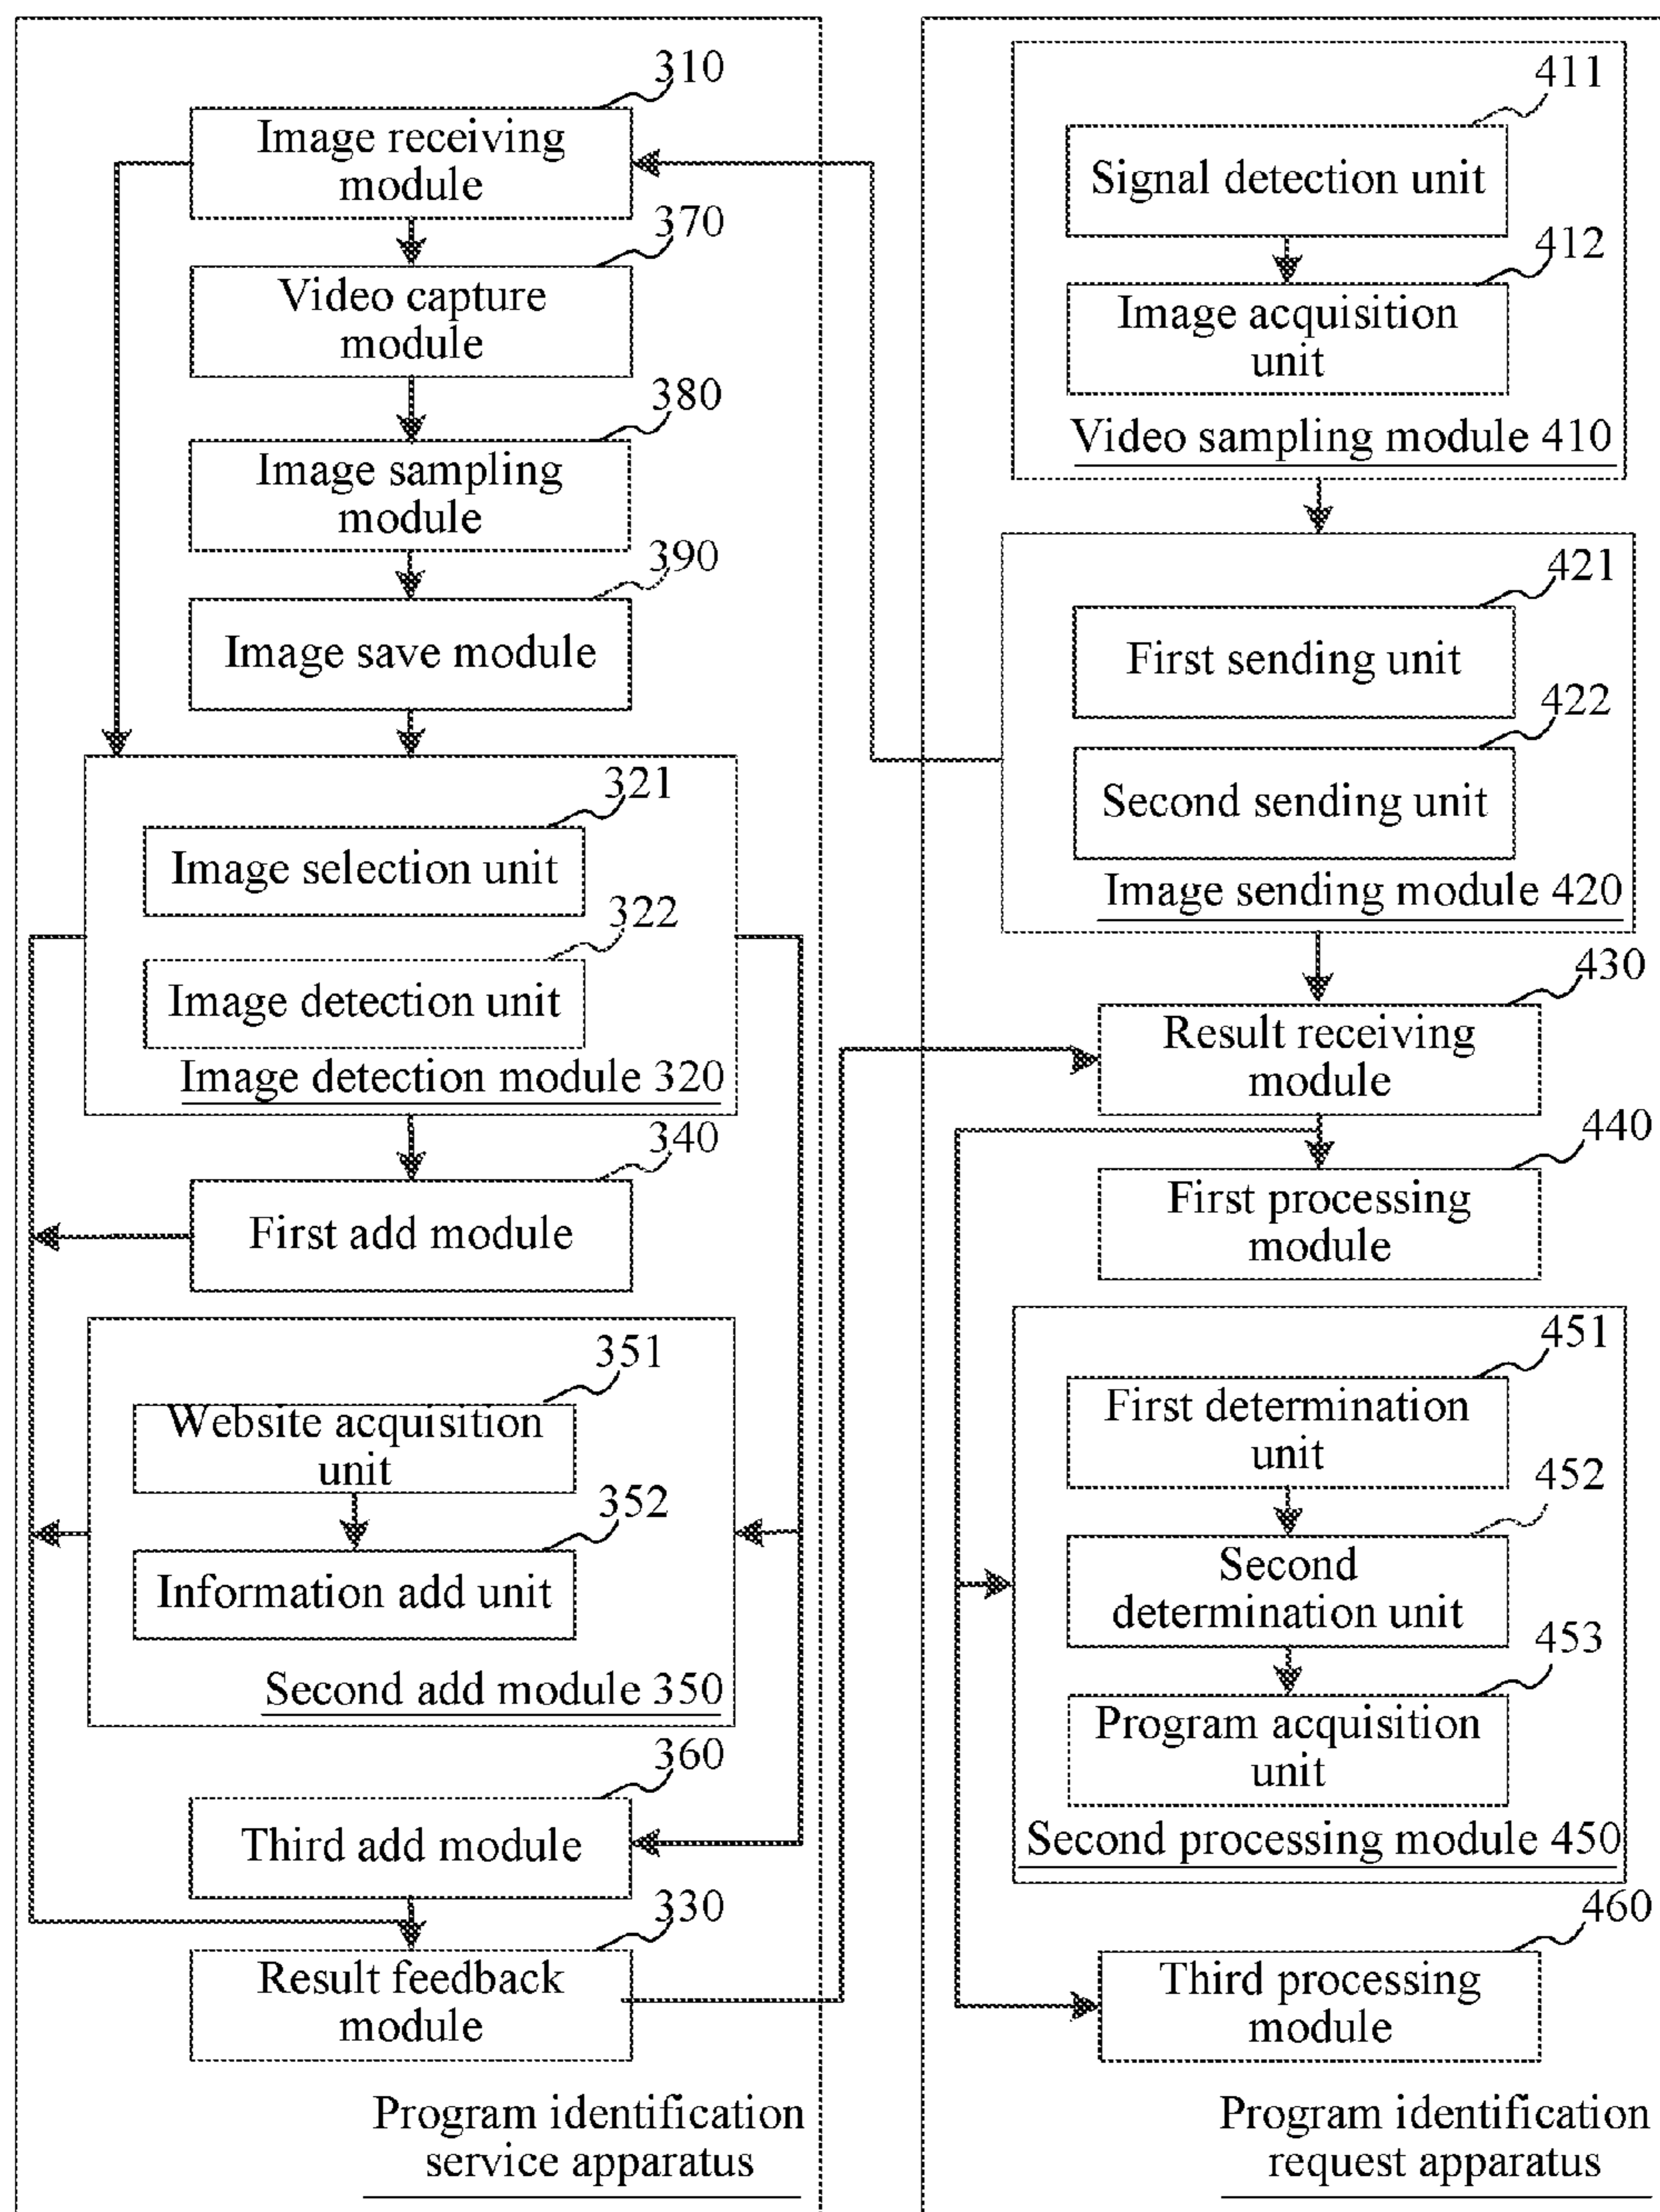 310
Image receiving
module
370
Video capture
module
380
Image sampling
module
390
Image save module
321
Image selection unit
322
Image detection unit
Image detection module 320
340
First add module
351
Website acquisition
unit
352
Information add unit
Second add module 350
360
Third add module
330
Result feedback
module
Program identification
service apparatus
411
Signal detection unit
412
Image acquisition
unit
Video sampling module 410
421
First sending unit
422
Second sending unit
Image sending module 420
430
Result receiving
module
440
First processing
module
451
First determination
unit
452
Second
determination unit
453
Program acquisition
unit
Second processing module 450
460
Third processing
module
Program identification
request apparatus